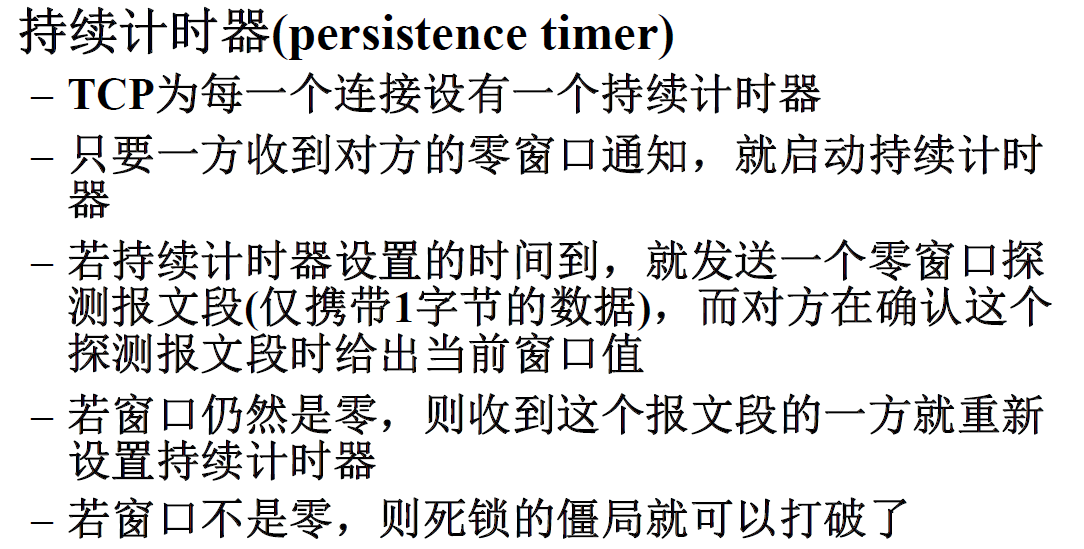 持续计时器(persistence timer)
– TCP为每一个连接设有一个持续计时器
– 只要一方收到对方的零窗口通知，就启动持续计时
器
– 若持续计时器设置的时间到，就发送一个零窗口探
测报文段(仅携带1字节的数据)，而对方在确认这个
探测报文段时给出当前窗口值
– 若窗口仍然是零，则收到这个报文段的一方就重新
设置持续计时器
– 若窗口不是零，则死锁的僵局就可以打破了